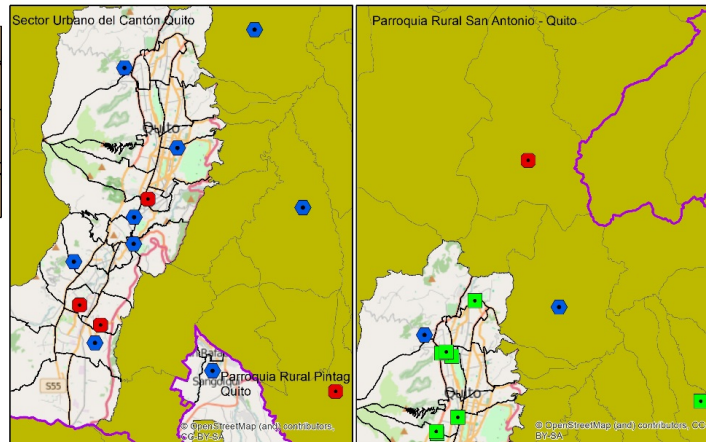 Sector Urbano del Cantón Quito
Quito
S55
Parroquia Rural Pintag
Quito
© OpenStreetMap (and) contributors,
CC-BY-SA
Parroquia Rural San Antonio - Quito
Quito
© OpenStreetMap (and) contributors, CC-
BY-SA